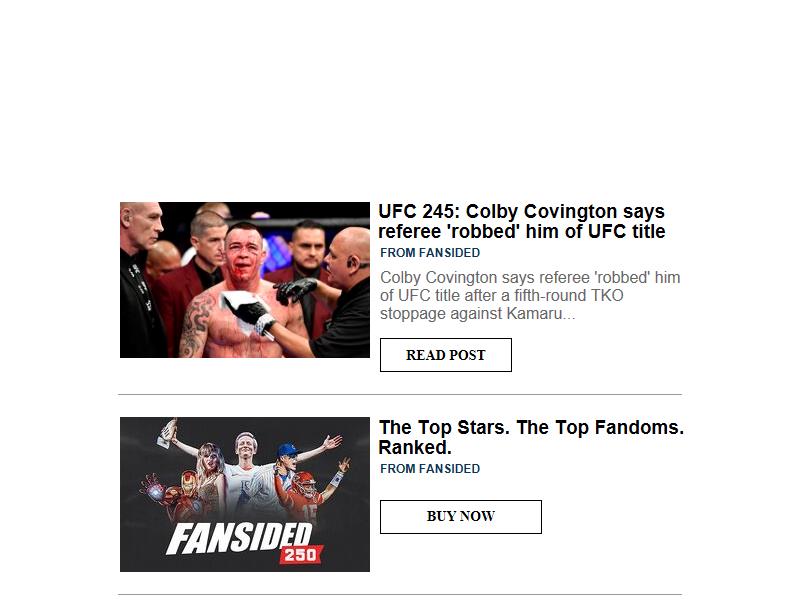 UFC 245: Colby Covington says
referee 'robbed' him of UFC title
FROM FANSIDED
Colby Covington says referee 'robbed' him
of UFC title after a fifth-round TKO
stoppage against Kamaru...
READ POST
The Top Stars. The Top Fandoms.
Ranked.
FROM FANSIDED
BUY NOW
FANSIDED
250